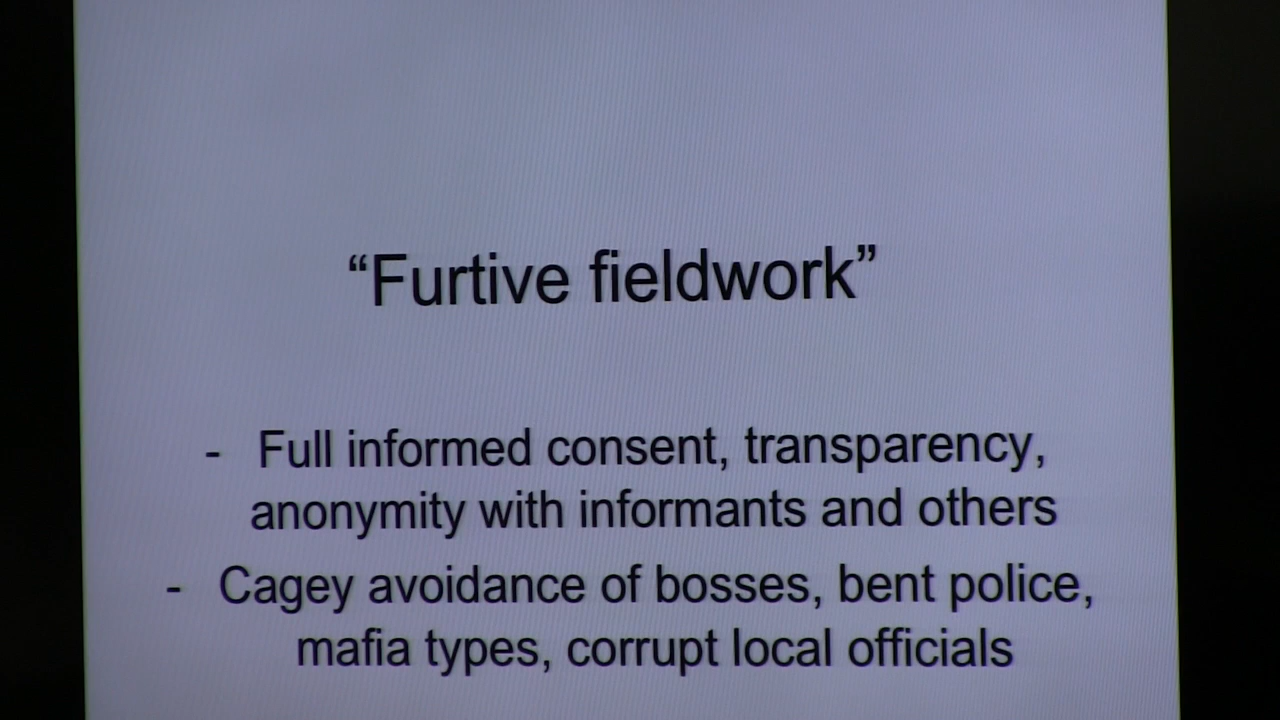 “Furtive fieldwork”
- Full informed consent, transparency,
anonymity with informants and others
- Cagey avoidance of bosses, bent police,
mafia types, corrupt local officials